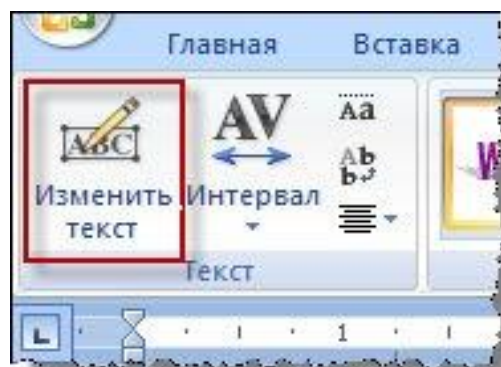 Главная Вставка
ABC AV Aa
Ab
b
W
Изменить Интервал
текст
Текст
L 1